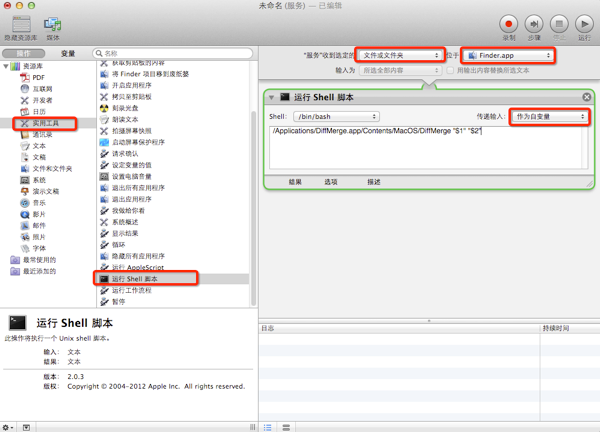 未命名 (服务) — 已编辑
隐藏资源库
媒体
录制
步骤
停止
运行
操作
变量
名称
"服务"收到选定的
文件或文件夹
位于
Finder.app
输入为
所选全部内容
用输出内容替换所选文本
资源库
PDF
互联网
开发者
日历
实用工具
通讯录
文本
文稿
文件和文件夹
系统
演示文稿
音乐
影片
邮件
照片
字体
最常使用的
最近添加的
获取剪贴板的内容
将 Finder 项目移到废纸篓
开启应用程序
拷贝至剪贴板
刻录光盘
朗读文本
拍摄屏幕快照
启动屏幕保护程序
请求确认
设定变量的值
设置电脑音量
退出所有应用程序
退出应用程序
我做给你看
系统概述
显示结果
循环
隐藏所有应用程序
运行 AppleScript
运行 Shell 脚本
运行工作流程
暂停
运行 Shell 脚本
Shell:
/bin/bash
传递输入:
作为自变量
/Applications/DiffMerge.app/Contents/MacOS/DiffMerge "$1" "$2"
结果
选项
描述
运行 Shell 脚本
此操作将执行一个 Unix shell 脚本。
输入: 文本
结果: 文本
版本: 2.0.3
版权: Copyright © 2004–2012 Apple Inc. All rights reserved.
日志
持续时间